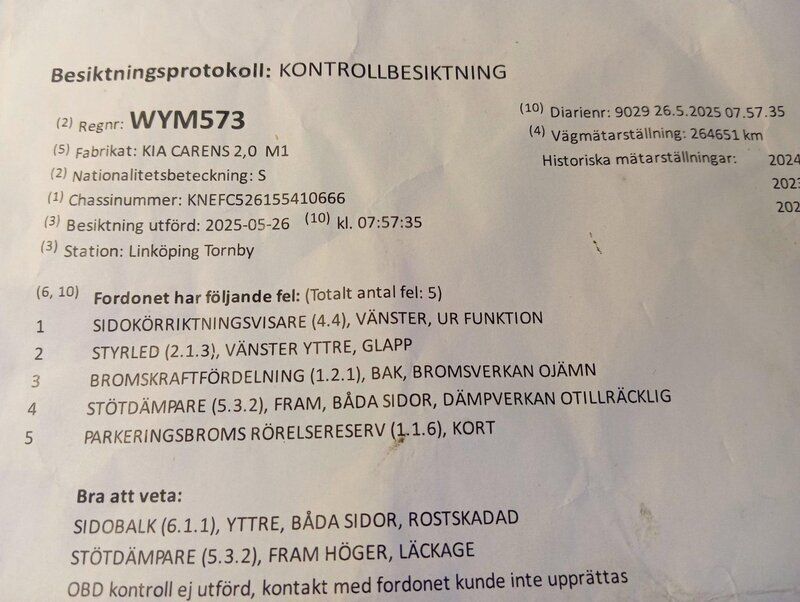 Besiktningsprotokoll: KONTROLLBESIKTNING
(2) Regnr: WYM573
(5) Fabrikat: KIA CARENS 2,0 M1
(2) Nationalitetsbeteckning: S
(1) Chassinummer: KNEFC526155410666
(3) Besiktning utförd: 2025-05-26 (10) kl. 07:57:35
(3) Station: Linköping Tornby
(10) Diarienr: 9029 26.5.2025 07.57.35
(4) Vägmätarställning: 264651 km
Historiska mätarställningar: 2024
2023
202
(6, 10) Fordonet har följande fel: (Totalt antal fel: 5)
1 SIDOKÖRRIKTNINGSVISARE (4.4), VÄNSTER, UR FUNKTION
2 STYRLED (2.1.3), VÄNSTER YTTRE, GLAPP
3 BROMSKRAFTFÖRDELNING (1.2.1), BAK, BROMSVERKAN OJÄMN
4 STÖTDÄMPARE (5.3.2), FRAM, BÅDA SIDOR, DÄMPVERKAN OTILLRÄCKLIG
5 PARKERINGSBROMS RÖRELSERESERV (1.1.6), KORT
Bra att veta:
SIDOBALK (6.1.1), YTTRE, BÅDA SIDOR, ROSTSKADAD
STÖTDÄMPARE (5.3.2), FRAM HÖGER, LÄCKAGE
OBD kontroll ej utförd, kontakt med fordonet kunde inte upprättas